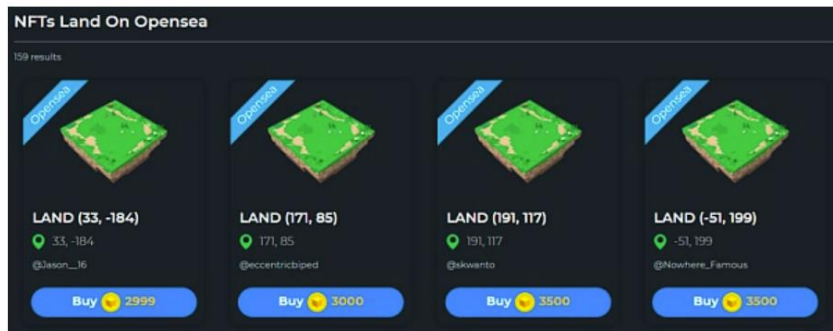 NFTs Land On Opensea
159 results
Opensea
Opensea
Opensea
Opensea
LAND (33, -184)
LAND (171, 85)
LAND (191, 117)
LAND (-51, 199)
33, -184
171, 85
191, 117
-51, 199
@Jason__16
@eccentricbiped
@skwanto
@Nowhere_Famous
Buy 2999
Buy 3000
Buy 3500
Buy 3500